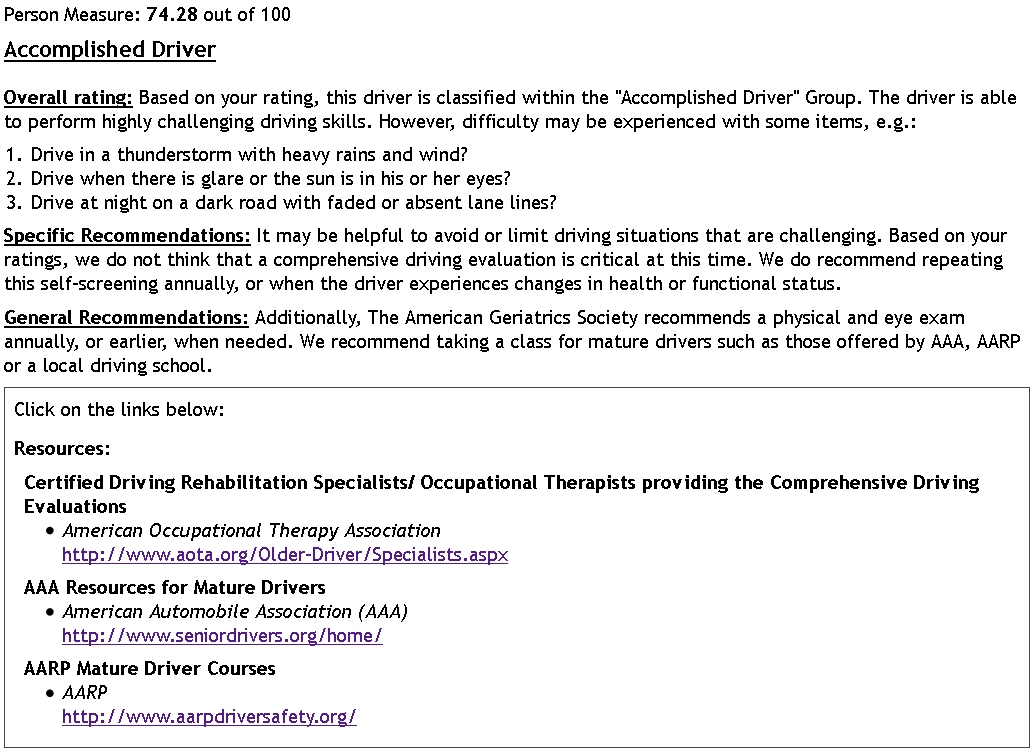 Person Measure: 74.28 out of 100
Accomplished Driver
Overall rating: Based on your rating, this driver is classified within the "Accomplished Driver" Group. The driver is able
to perform highly challenging driving skills. However, difficulty may be experienced with some items, e.g.:
1. Drive in a thunderstorm with heavy rains and wind?
2. Drive when there is glare or the sun is in his or her eyes?
3. Drive at night on a dark road with faded or absent lane lines?
Specific Recommendations: It may be helpful to avoid or limit driving situations that are challenging. Based on your
ratings, we do not think that a comprehensive driving evaluation is critical at this time. We do recommend repeating
this self-screening annually, or when the driver experiences changes in health or functional status.
General Recommendations: Additionally, The American Geriatrics Society recommends a physical and eye exam
annually, or earlier, when needed. We recommend taking a class for mature drivers such as those offered by AAA, AARP
or a local driving school.
Click on the links below:
Resources:
Certified Driving Rehabilitation Specialists/ Occupational Therapists providing the Comprehensive Driving
Evaluations
• American Occupational Therapy Association
http://www.aota.org/Older-Driver/Specialists.aspx
AAA Resources for Mature Drivers
• American Automobile Association (AAA)
http://www.seniordrivers.org/home/
AARP Mature Driver Courses
• AARP
http://www.aarpdriversafety.org/